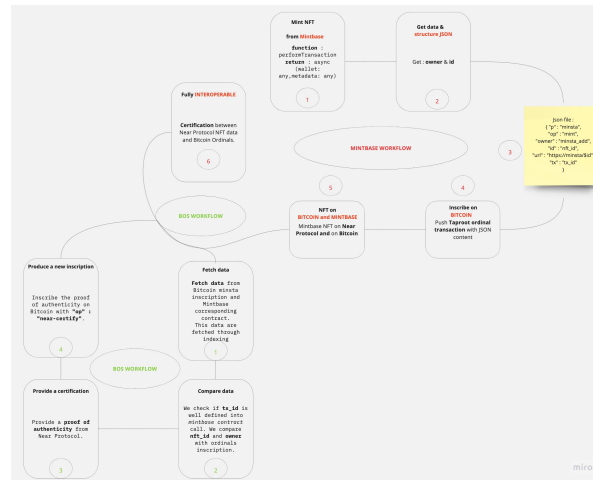 Mint NFT
from Mintbase
function :
performTransaction
return : async
(wallet:
any,metadata: any)
1
Get data &
structure JSON
Get : owner & id
2
Fully INTEROPERABLE
Certification between
Near Protocol NFT data
and Bitcoin Ordinals.
6
MINTBASE WORKFLOW
3
Json file :
{ "p" : "minsta",
"op" : "mint",
"owner" : "minsta_add",
"id" : "nft_id",
"url" : "https://minsta/$id"
"tx" : "tx_id"
}
5
4
NFT on
BITCOIN and MINTBASE
Mintbase NFT on Near
Protocol and on Bitcoin
Inscribe on
BITCOIN
Push Taproot ordinal
transaction with JSON
content
BOS WORKFLOW
Produce a new inscription
Inscribe the proof
of authenticity on
Bitcoin with "op" :
"near-certify".
4
Fetch data
Fetch data from
Bitcoin minsta
inscription and
Mintbase
corresponding
contract.
This data are
fetched through
indexing
1
BOS WORKFLOW
Provide a certification
Provide a proof of
authenticity from
Near Protocol.
3
Compare data
We check if tx_id is
well defined into
mintbase contract
call. We compare
nft_id and owner
with ordinals
inscription.
2
miro